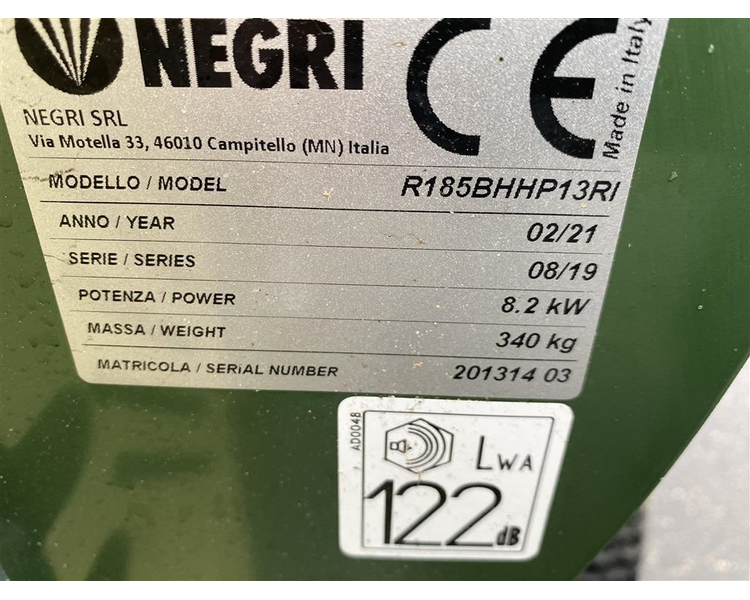 NEGRI
CE
Made in Italy
NEGRI SRL
Via Motella 33, 46010 Campitello (MN) Italia
MODELLO / MODEL R185BHHP13RI
ANNO / YEAR 02/21
SERIE / SERIES 08/19
POTENZA / POWER 8.2 kW
MASSA / WEIGHT 340 kg
MATRICOLA / SERIAL NUMBER 201314 03
AD004B
LWA
122 dB